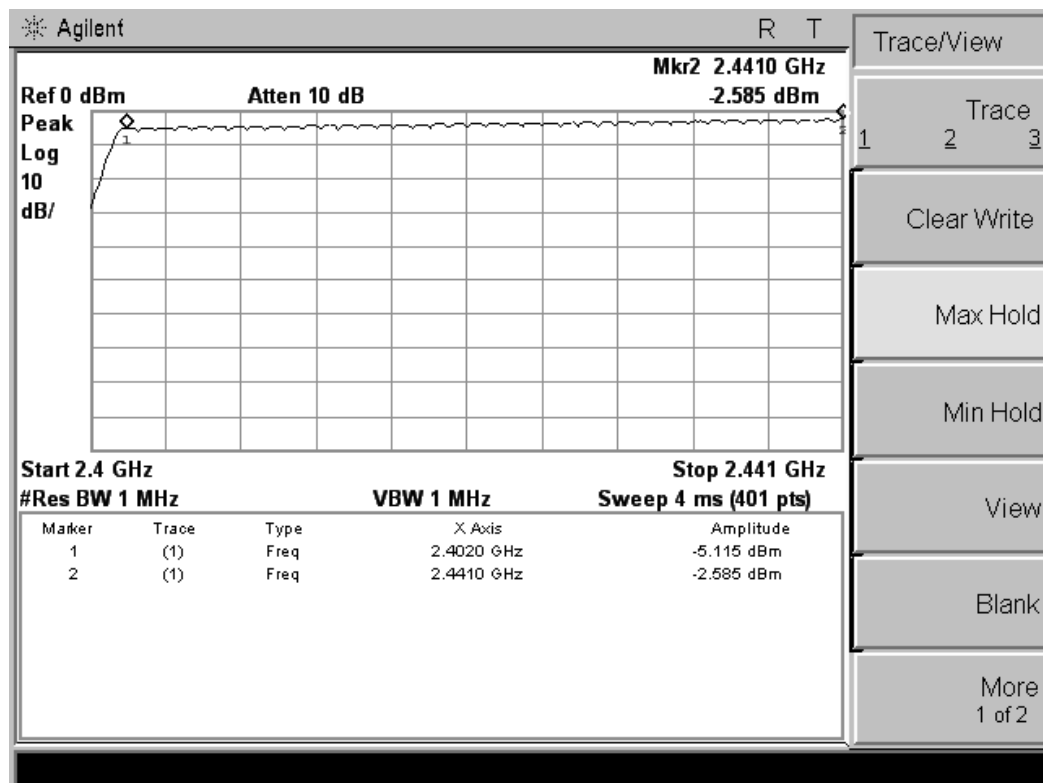 Agilent R T
Mkr2 2.4410 GHz
Ref 0 dBm Atten 10 dB -2.585 dBm
Peak
Log
10
dB/
1
2
Start 2.4 GHz Stop 2.441 GHz
#Res BW 1 MHz VBW 1 MHz Sweep 4 ms (401 pts)
Marker Trace Type X Axis Amplitude
1 (1) Freq 2.4020 GHz -5.115 dBm
2 (1) Freq 2.4410 GHz -2.585 dBm
Trace/View
Trace
1 2 3
Clear Write
Max Hold
Min Hold
View
Blank
More
1 of 2